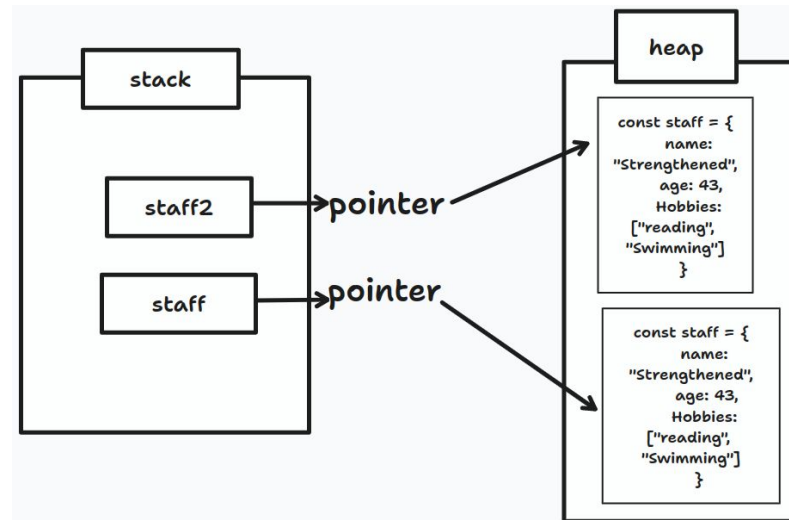 stack
heap
staff2
pointer
staff
pointer
const staff = {
name:
"Strengthened",
age: 43,
Hobbies:
["reading",
"Swimming"]
}
const staff = {
name:
"Strengthened",
age: 43,
Hobbies:
["reading",
"Swimming"]
}